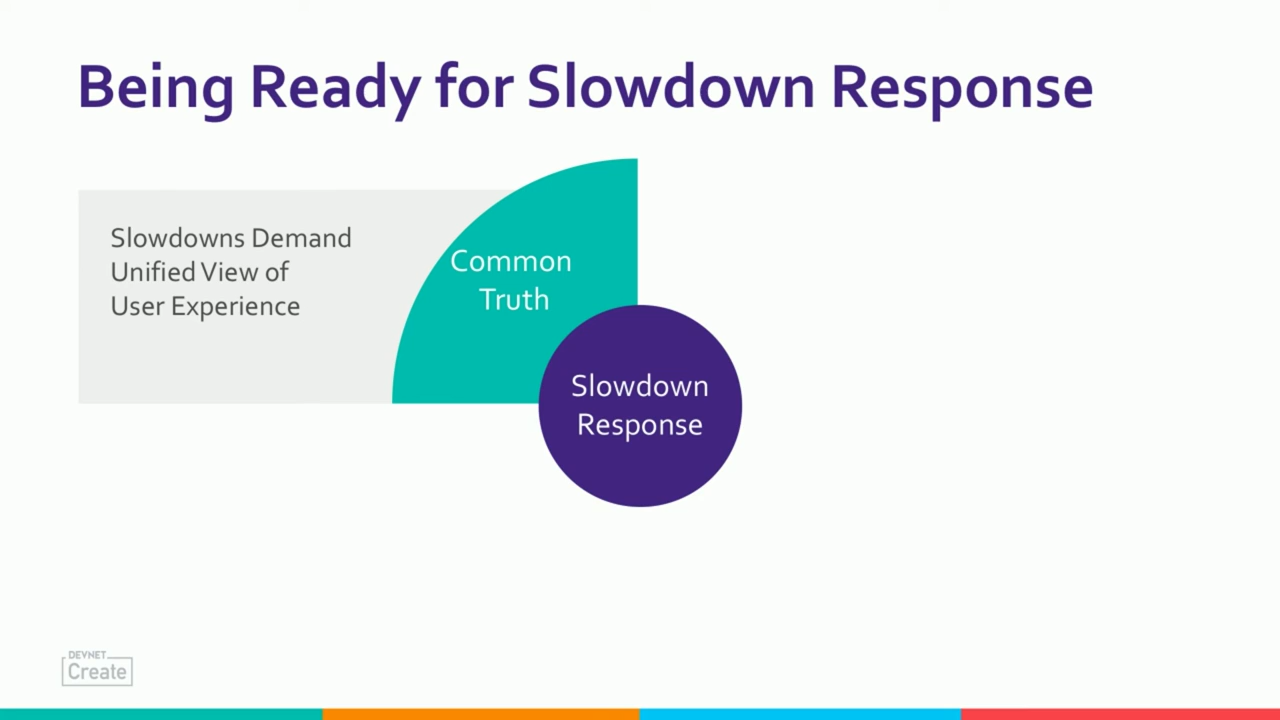 Being Ready for Slowdown Response
Slowdowns Demand
Unified View of
User Experience
Common
Truth
Slowdown
Response
DEVNET
Create